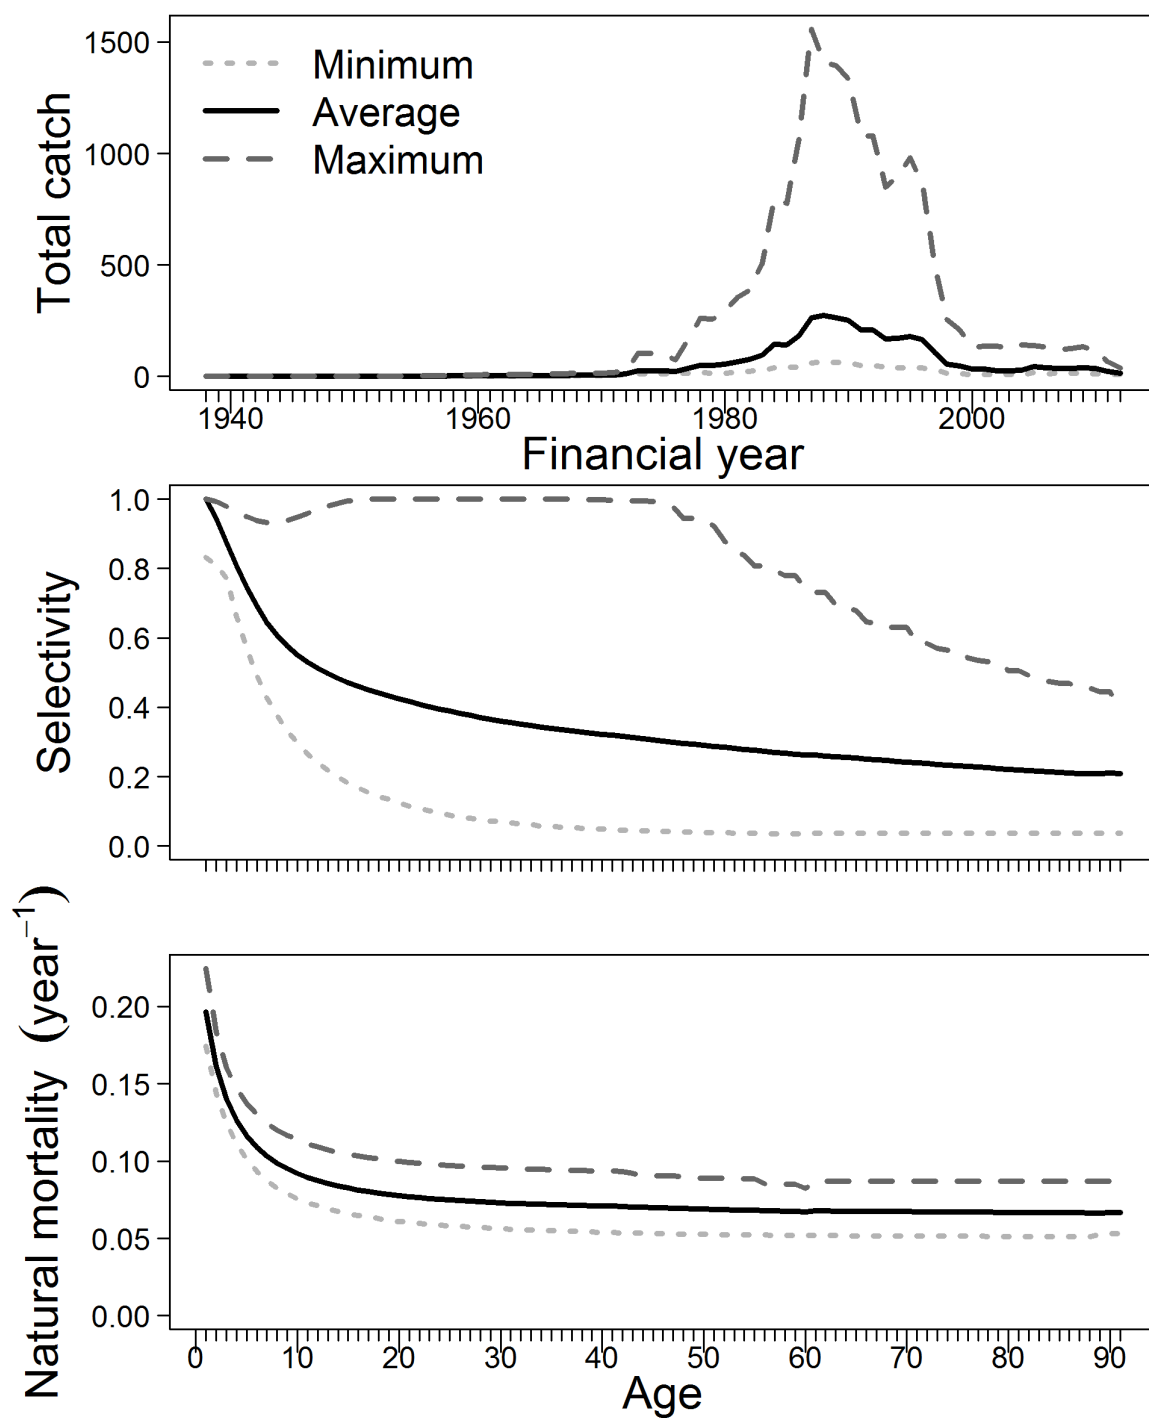 Total catch
1500
1000
500
0
Minimum
Average
Maximum
1940 1960 1980 2000
Financial year
Selectivity
1.0
0.8
0.6
0.4
0.2
0.0
Natural mortality (year⁻¹)
0.20
0.15
0.10
0.05
0.00
0 10 20 30 40 50 60 70 80 90
Age